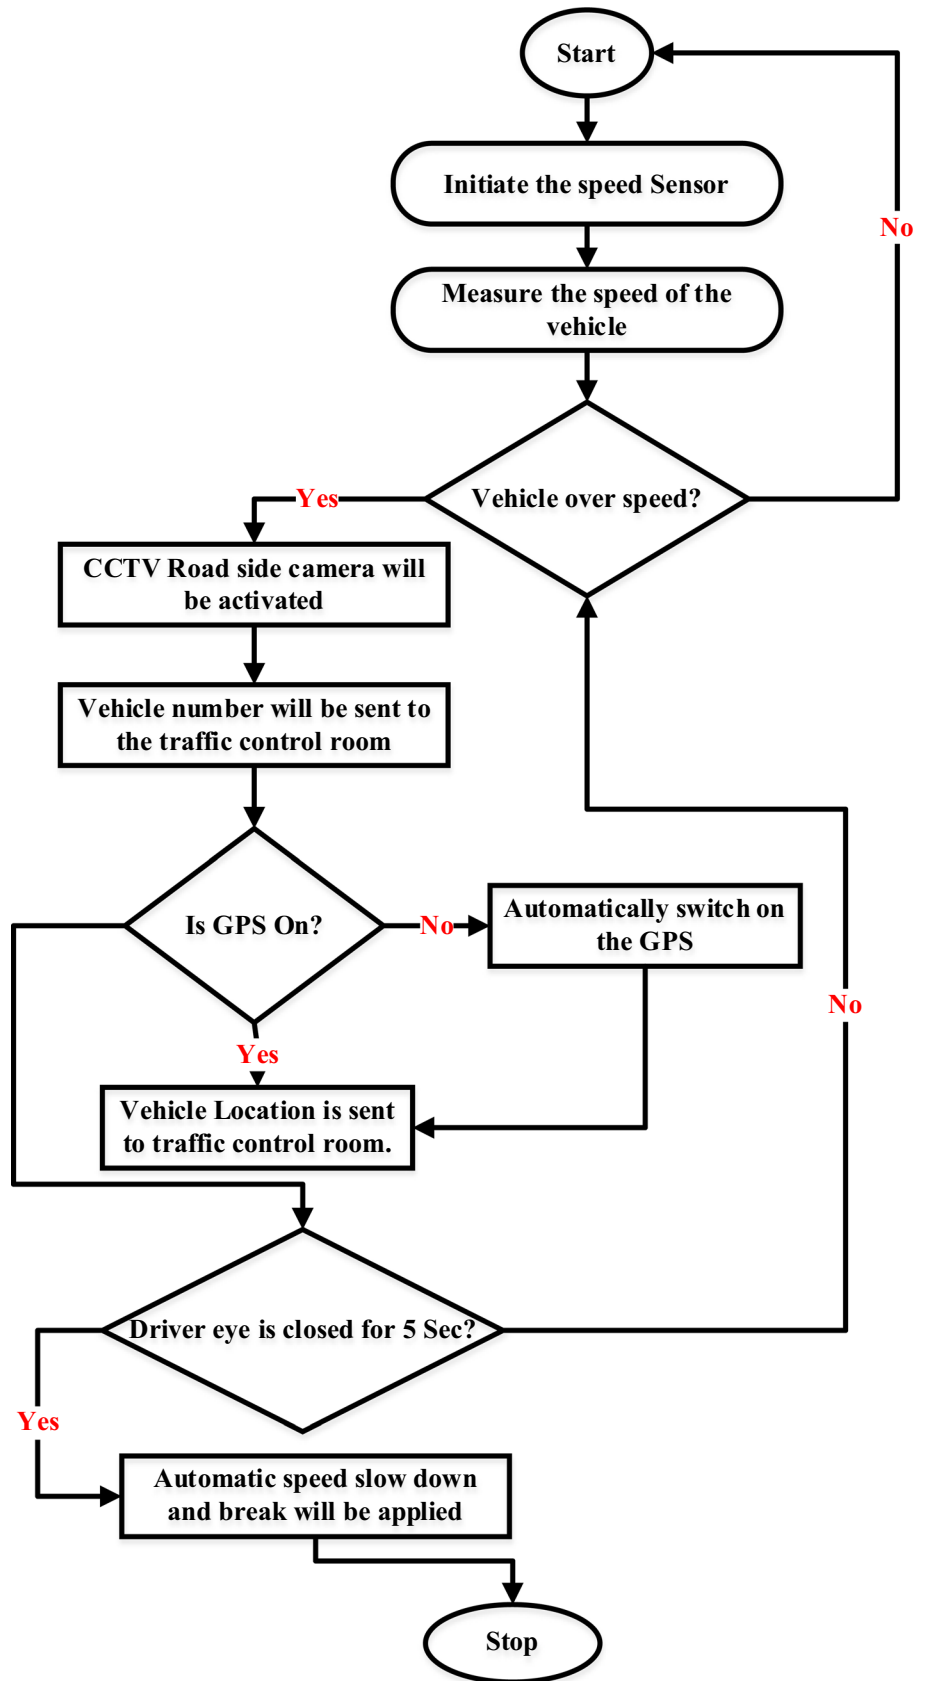 Start
Initiate the speed Sensor
No
Measure the speed of the
vehicle
Vehicle over speed?
Yes
CCTV Road side camera will
be activated
Vehicle number will be sent to
the traffic control room
Is GPS On?
No
Automatically switch on
the GPS
No
Yes
Vehicle Location is sent
to traffic control room.
Driver eye is closed for 5 Sec?
Yes
Automatic speed slow down
and break will be applied
Stop